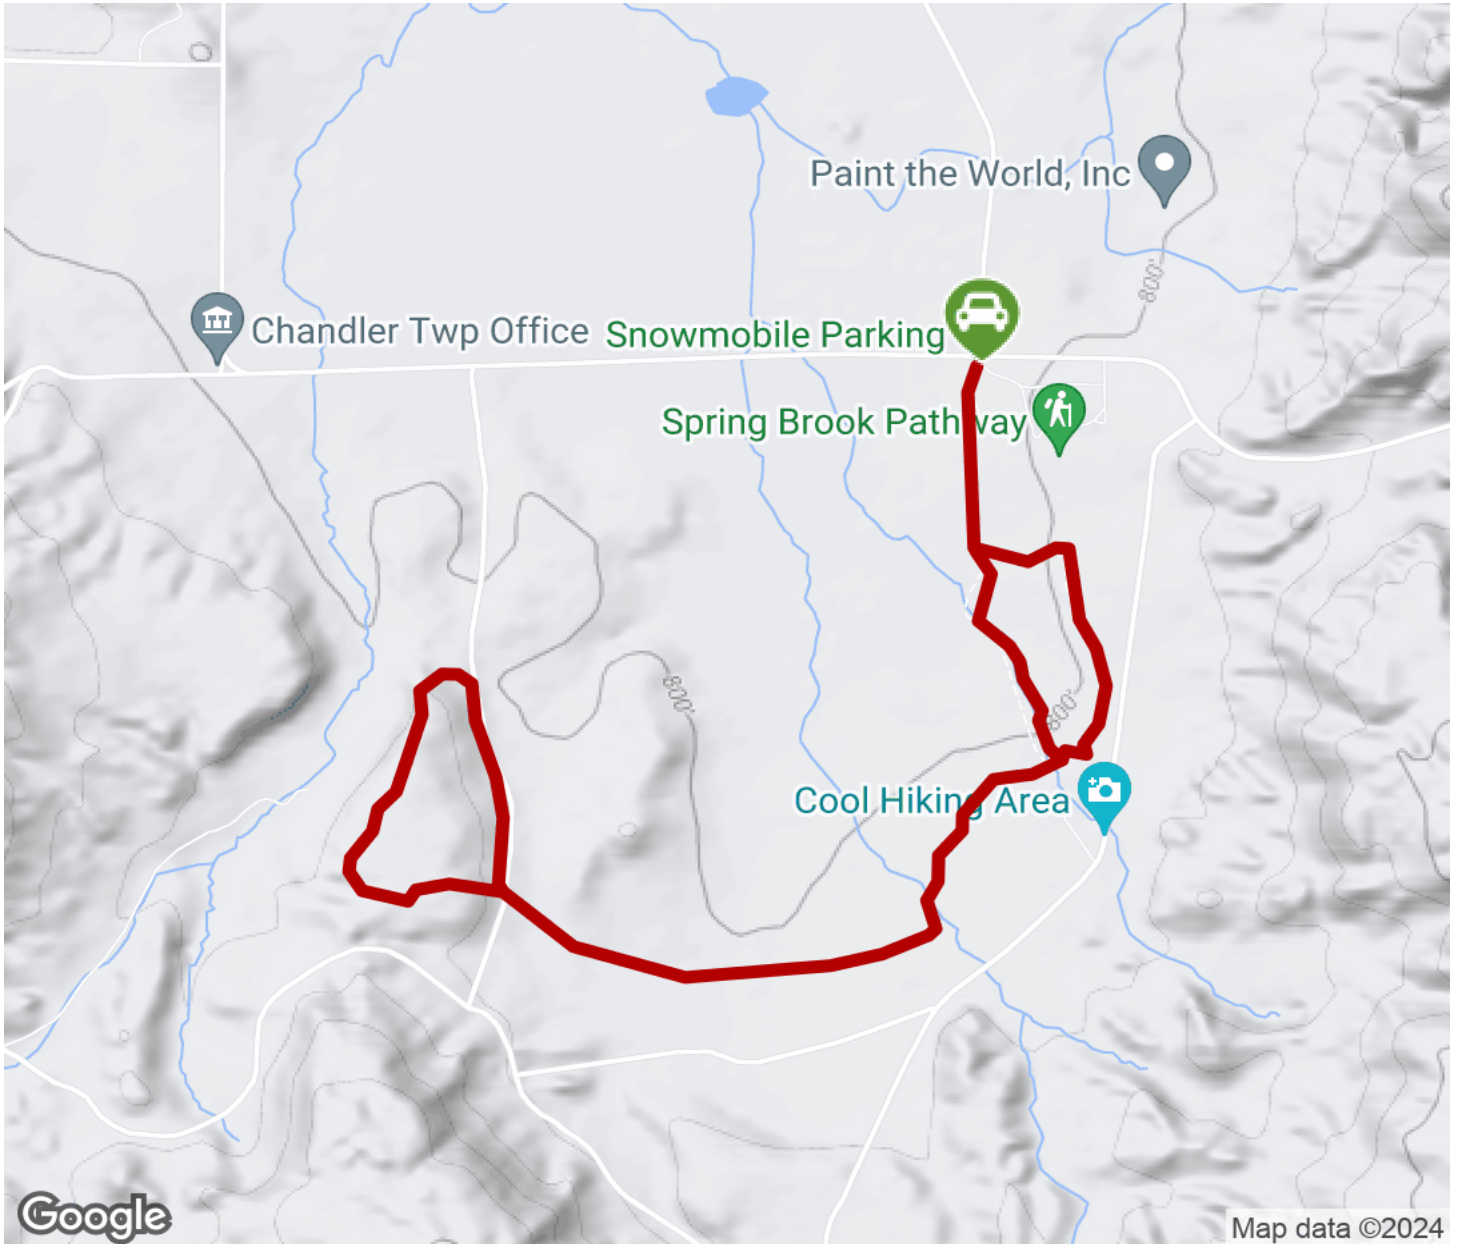 Paint the World, Inc
800'
Chandler Twp Office
Snowmobile Parking
Spring Brook Pathway
800'
800'
Cool Hiking Area
Google
Map data ©2024